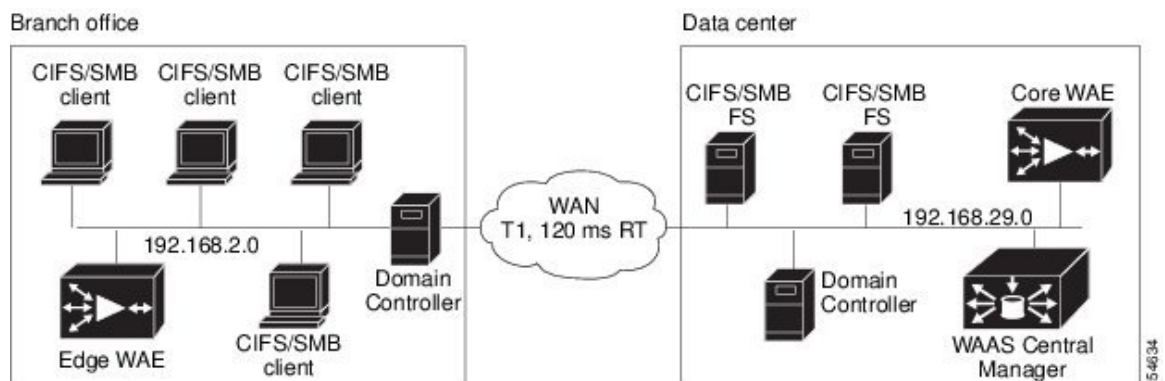 Branch office
CIFS/SMB
client
CIFS/SMB
client
CIFS/SMB
client
192.168.2.0
Edge WAE
CIFS/SMB
client
Domain
Controller
WAN
T1, 120 ms RT
Data center
CIFS/SMB
FS
CIFS/SMB
FS
Core WAE
192.168.29.0
Domain
Controller
WAAS Central
Manager
54634